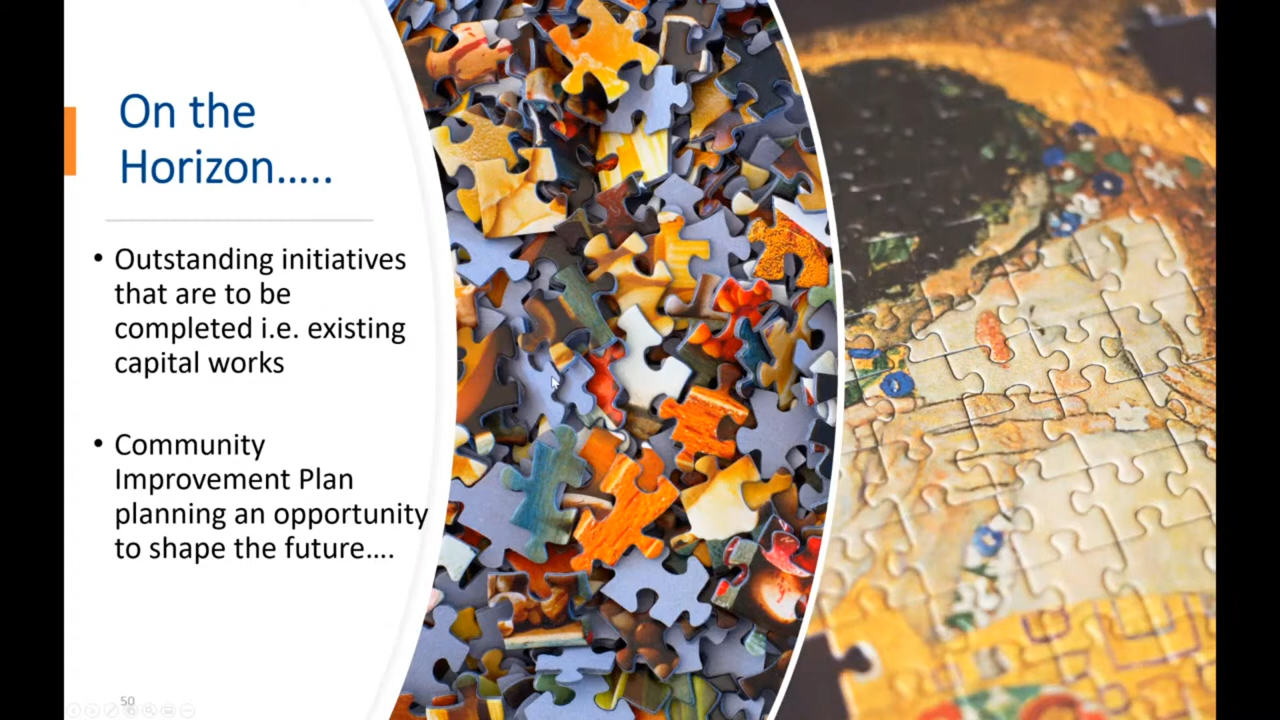 On the
Horizon…..
• Outstanding initiatives
that are to be
completed i.e. existing
capital works
• Community
Improvement Plan
planning an opportunity
to shape the future….
50